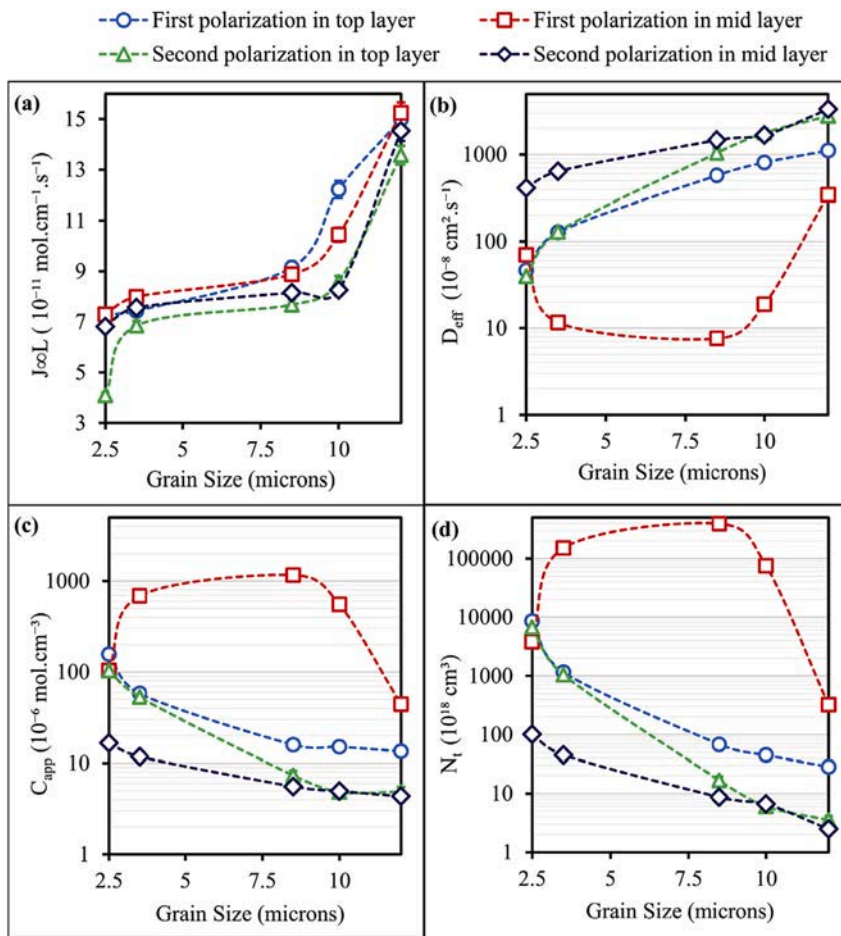 First polarization in top layer
First polarization in mid layer
Second polarization in top layer
Second polarization in mid layer
(a)
J∞L ( 10⁻¹¹ mol.cm⁻¹.s⁻¹)
15
13
11
9
7
5
3
2.5
5
7.5
10
Grain Size (microns)
(b)
D_eff (10⁻⁸ cm².s⁻¹)
1000
100
10
1
2.5
5
7.5
10
Grain Size (microns)
(c)
C_app (10⁻⁶ mol.cm⁻³)
1000
100
10
1
2.5
5
7.5
10
Grain Size (microns)
(d)
N_t (10¹⁸ cm³)
100000
10000
1000
100
10
1
2.5
5
7.5
10
Grain Size (microns)